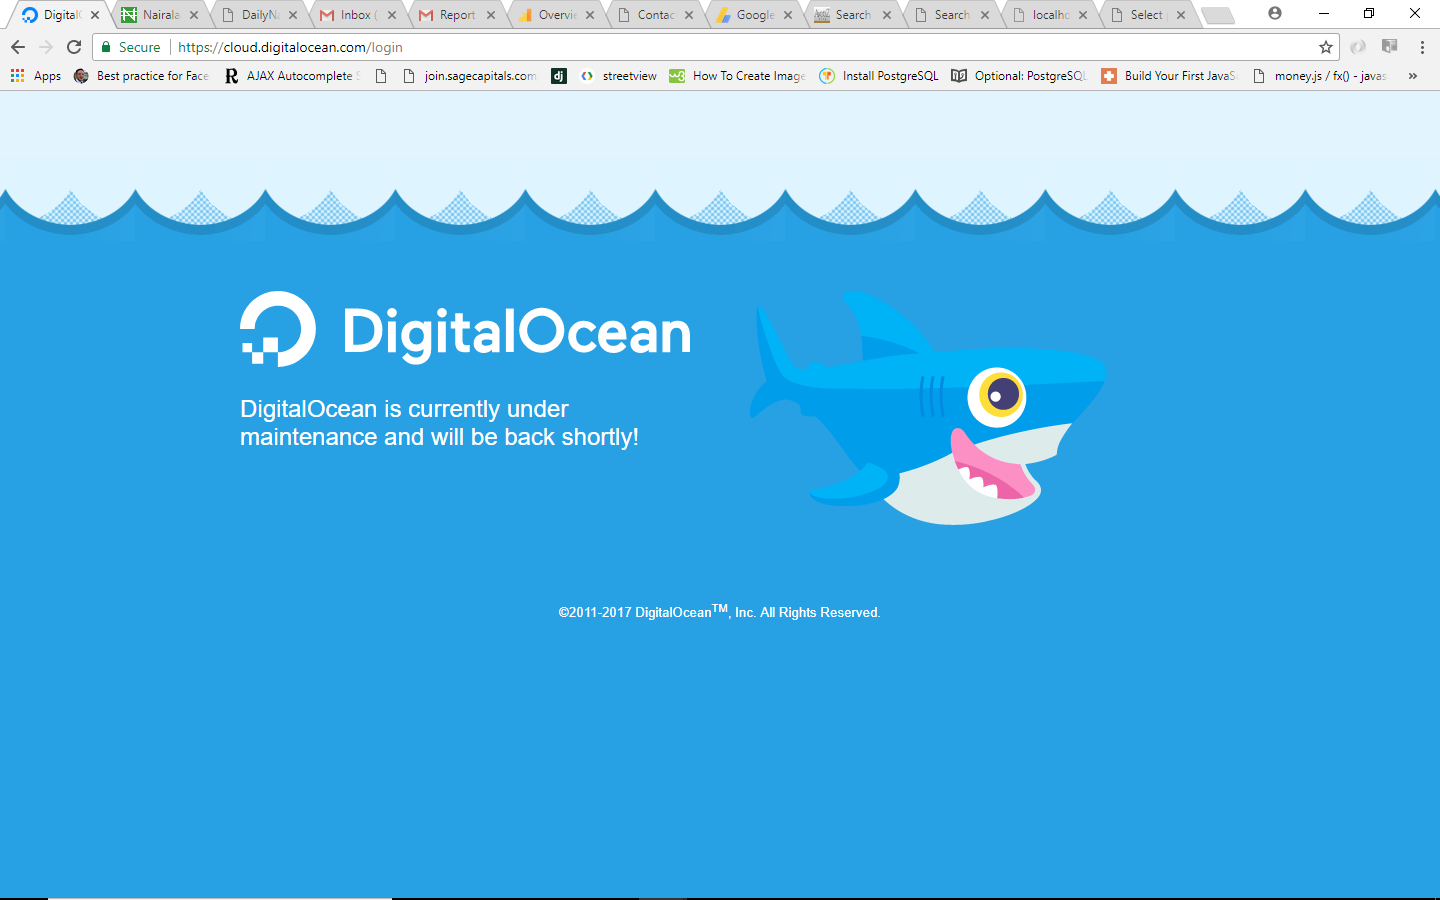 Digital
Nairala
DailyNa
Inbox (
Report
Overvie
Contac
Google
Search
Search
localho
Select
Secure
https://cloud.digitalocean.com/login
Apps
Best practice for Face
R
AJAX Autocomplete S
join.sagecapitals.com
dj
streetview
How To Create Image
Install PostgreSQL
Optional: PostgreSQL
Build Your First JavaS
money.js / fx() - javas
»
DigitalOcean
DigitalOcean is currently under
maintenance and will be back shortly!
©2011-2017 DigitalOcean™, Inc. All Rights Reserved.